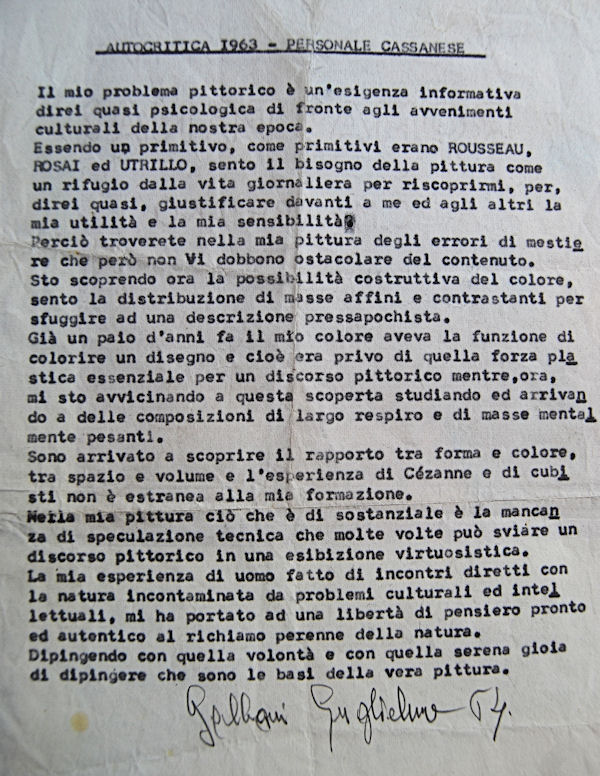 AUTOCRITICA 1963 - PERSONALE CASSANESE
Il mio problema pittorico è un'esigenza informativa
direi quasi psicologica di fronte agli avvenimenti
culturali della nostra epoca.
Essendo un primitivo, come primitivi erano ROUSSEAU,
ROSAI ed UTRILLO, sento il bisogno della pittura come
un rifugio dalla vita giornaliera per riscoprirmi, per,
direi quasi, giustificare davanti a me ed agli altri la
mia utilità e la mia sensibilità
Perciò troverete nella mia pittura degli errori di mestie
re che però non Vi dobbono ostacolare del contenuto.
Sto scoprendo ora la possibilità costruttiva del colore,
sento la distribuzione di masse affini e contrastanti per
sfuggire ad una descrizione pressapochista.
Già un paio d'anni fa il mio colore aveva la funzione di
colorire un disegno e cioè era privo di quella forza pla
stica essenziale per un discorso pittorico mentre,ora,
mi sto avvicinando a questa scoperta studiando ed arrivan
do a delle composizioni di largo respiro e di masse mental
mente pesanti.
Sono arrivato a scoprire il rapporto tra forma e colore,
tra spazio e volume e l'esperienza di Cézanne e di cubi
sti non è estranea alla mia formazione.
Nella mia pittura ciò che è di sostanziale è la mancan
za di speculazione tecnica che molte volte può sviare un
discorso pittorico in una esibizione virtuosistica.
La mia esperienza di uomo fatto di incontri diretti con
la natura incontaminata da problemi culturali ed intel
lettuali, mi ha portato ad una libertà di pensiero pronto
ed autentico al richiamo perenne della natura.
Dipingendo con quella volontà e con quella serena gioia
di dipingere che sono le basi della vera pittura.
Galbani Guglielmo